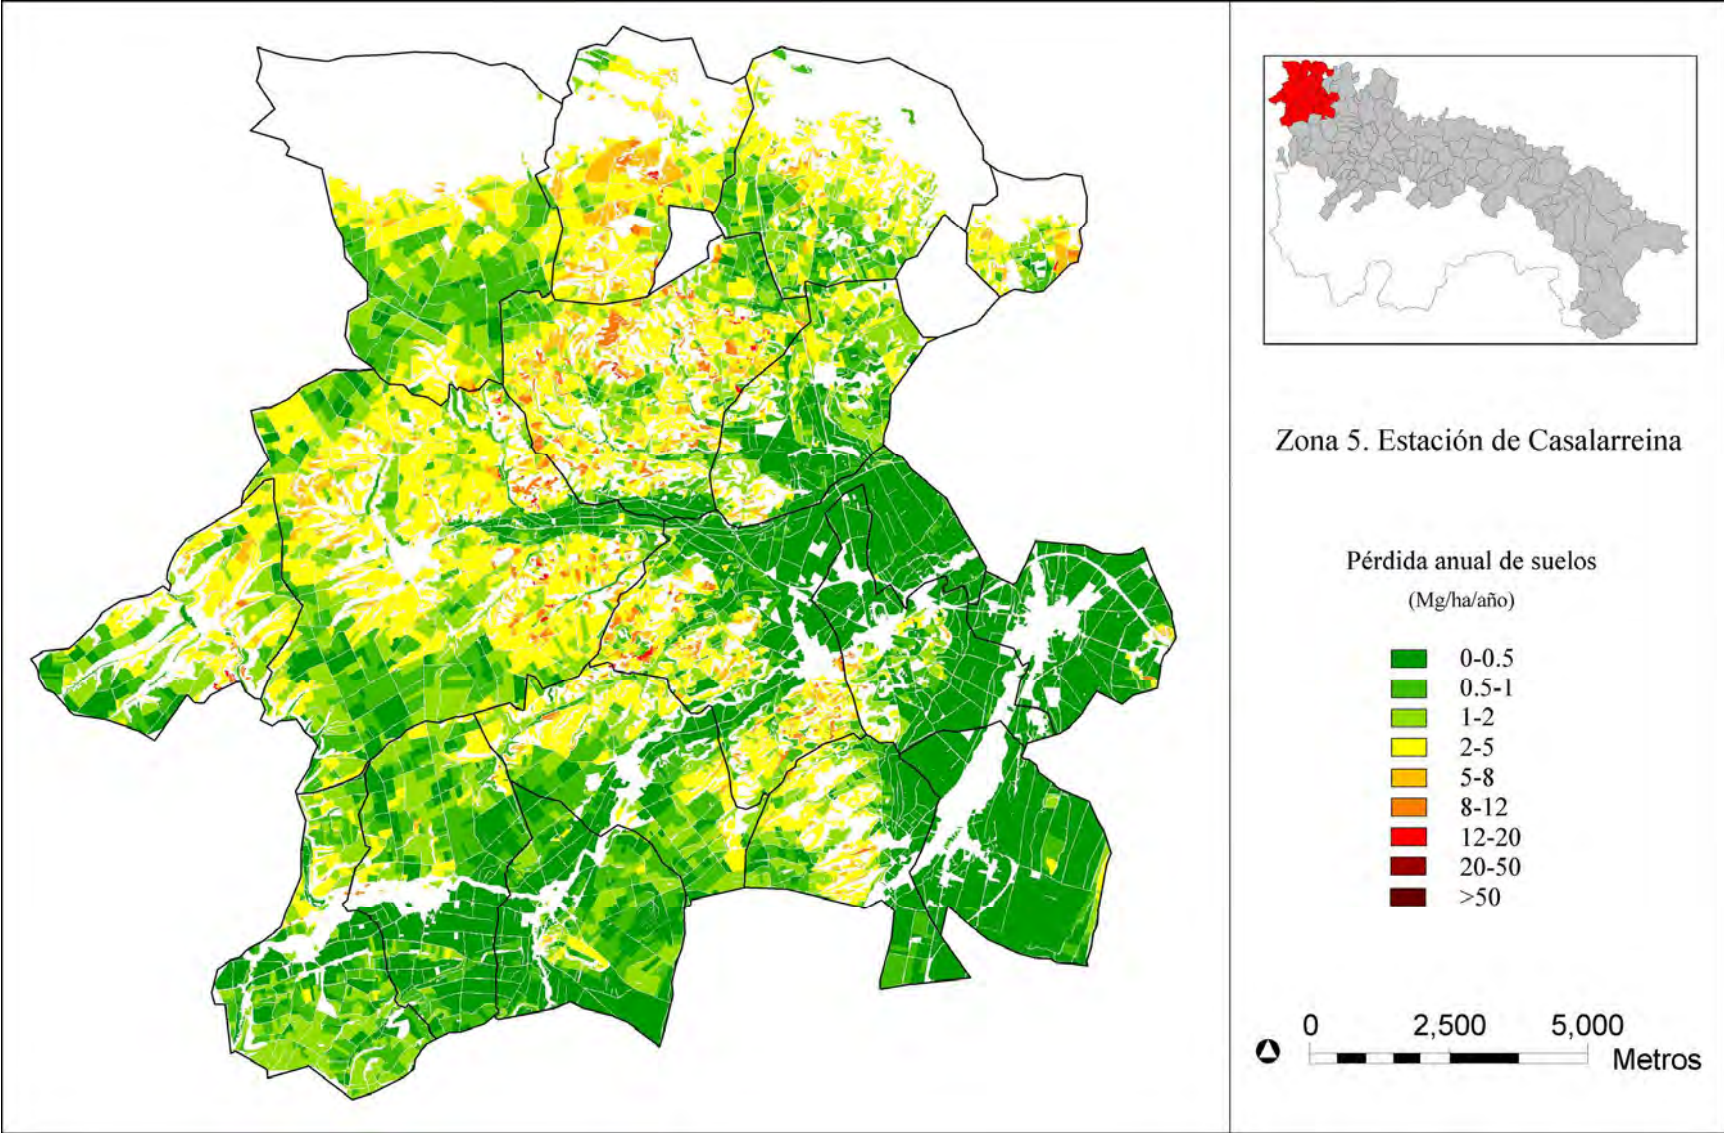 Zona 5. Estación de Casalarreina
Pérdida anual de suelos
(Mg/ha/año)
0-0.5
0.5-1
1-2
2-5
5-8
8-12
12-20
20-50
>50
0 2,500 5,000
Metros